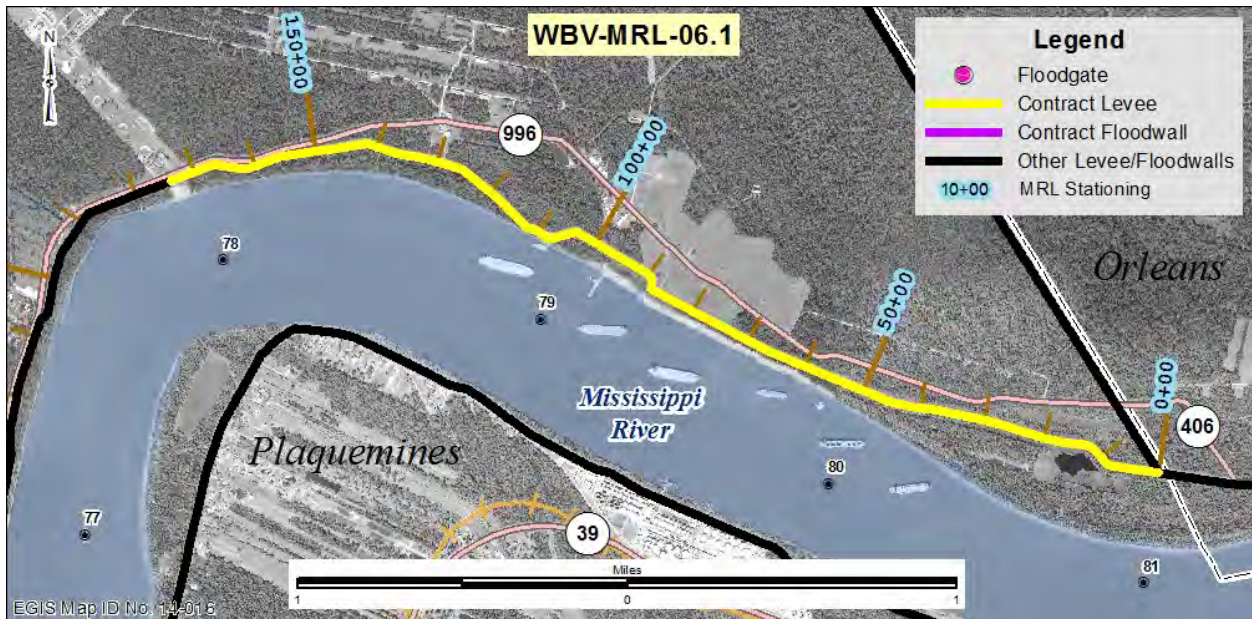 WBV-MRL-06.1
N
Legend
Floodgate
Contract Levee
Contract Floodwall
Other Levee/Floodwalls
10+00 MRL Stationing
150+00
996
100+00
Orleans
78
79
50+00
0+00
Mississippi
River
406
Plaquemines
80
77
39
81
Miles
1 0 1
EGIS Map ID No. 14-016